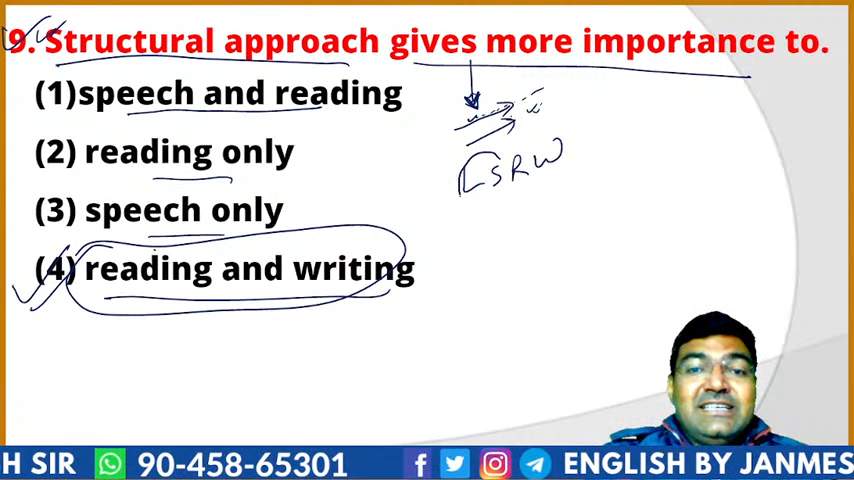 9. Structural approach gives more importance to.
(1)speech and reading
LSRW
(2) reading only
(3) speech only
(4) reading and writing
H SIR 90-458-65301 ENGLISH BY JANMES